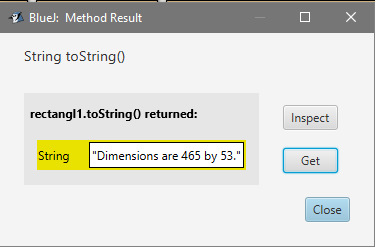 BlueJ: Method Result
String toString()
rectangl1.toString() returned:
Inspect
String "Dimensions are 465 by 53."
Get
Close